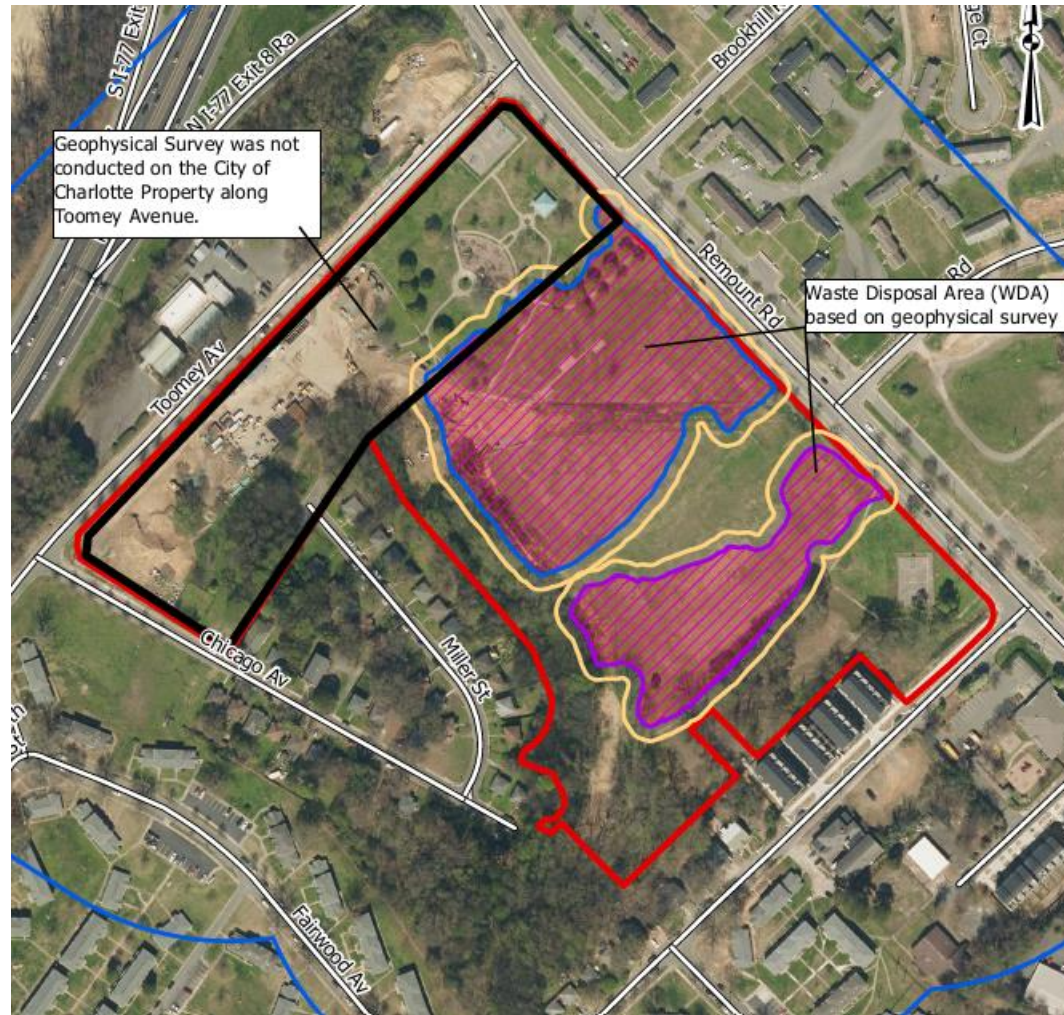 S I-77 Exit
N I-77 Exit 8 Ra
Brookhill R
ge Ct
Geophysical Survey was not
conducted on the City of
Charlotte Property along
Toomey Avenue.
Remount Rd
Rd
Waste Disposal Area (WDA)
based on geophysical survey
Toomey Av
Chicago Av
Miller St
Fairwood Av